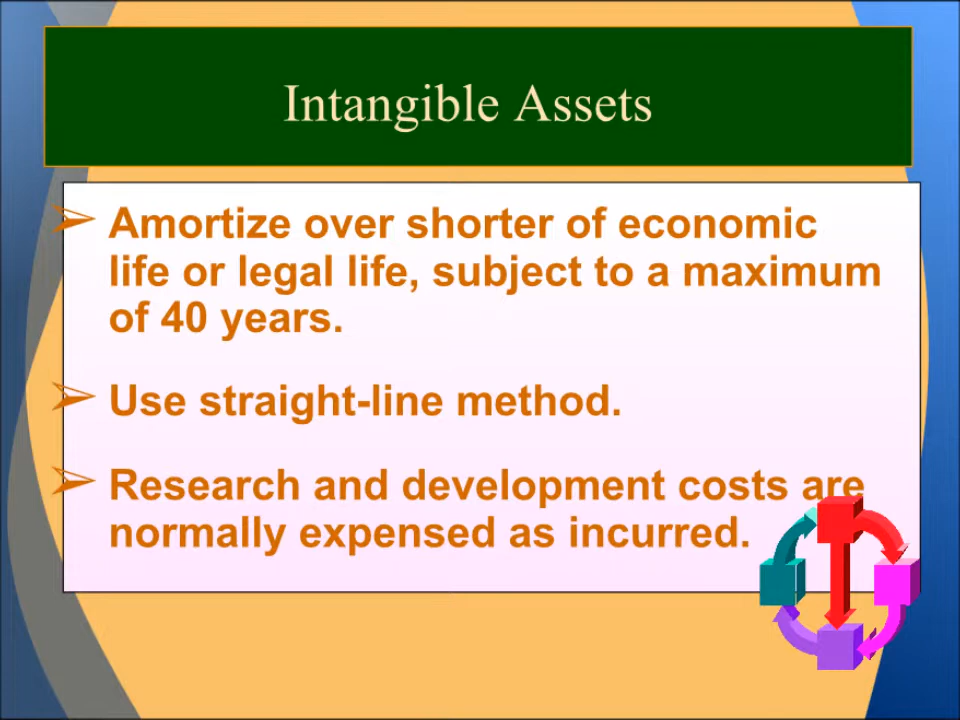 Intangible Assets
➢ Amortize over shorter of economic
life or legal life, subject to a maximum
of 40 years.
➢ Use straight-line method.
➢ Research and development costs are
normally expensed as incurred.